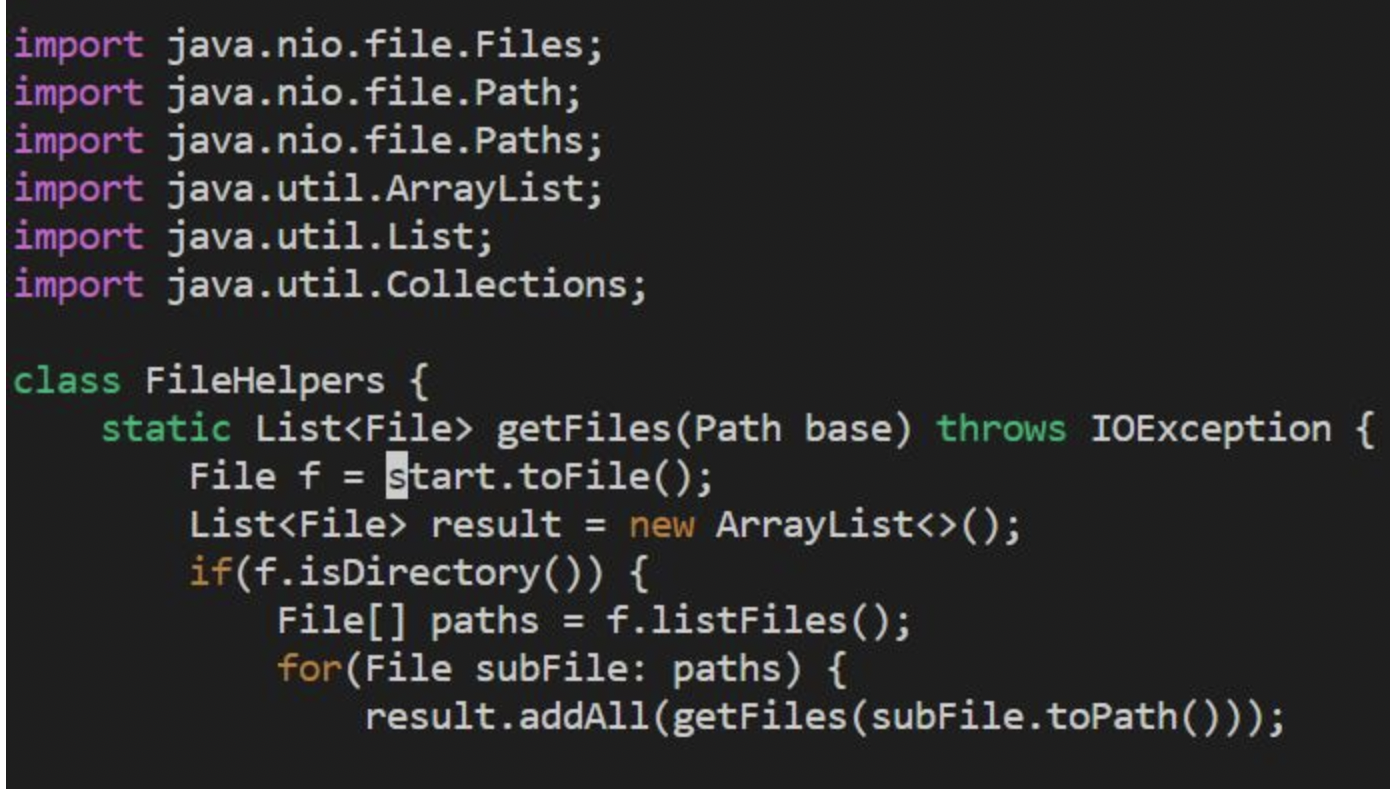 import java.nio.file.Files;
import java.nio.file.Path;
import java.nio.file.Paths;
import java.util.ArrayList;
import java.util.List;
import java.util.Collections;

class FileHelpers {
    static List<File> getFiles(Path base) throws IOException {
        File f = start.toFile();
        List<File> result = new ArrayList<>();
        if(f.isDirectory()) {
            File[] paths = f.listFiles();
            for(File subFile: paths) {
                result.addAll(getFiles(subFile.toPath()));